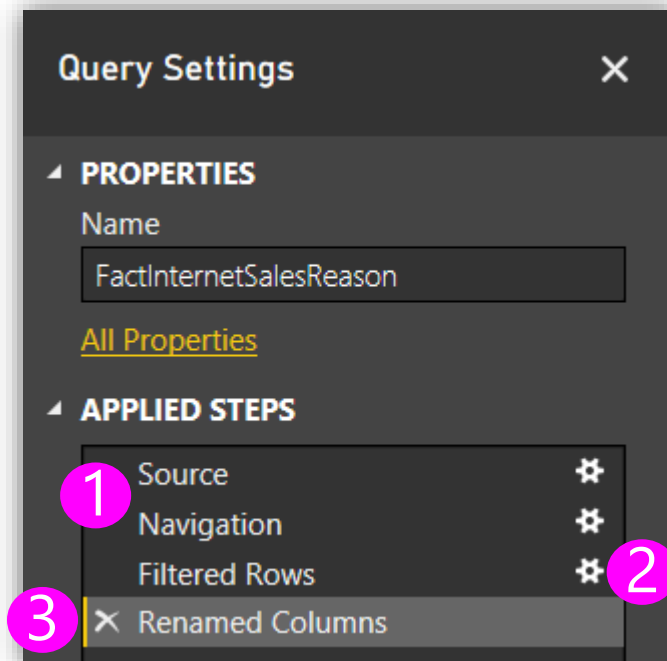 Query Settings
PROPERTIES
Name
FactInternetSalesReason
All Properties
APPLIED STEPS
1
Source
Navigation
Filtered Rows 2
3 Renamed Columns